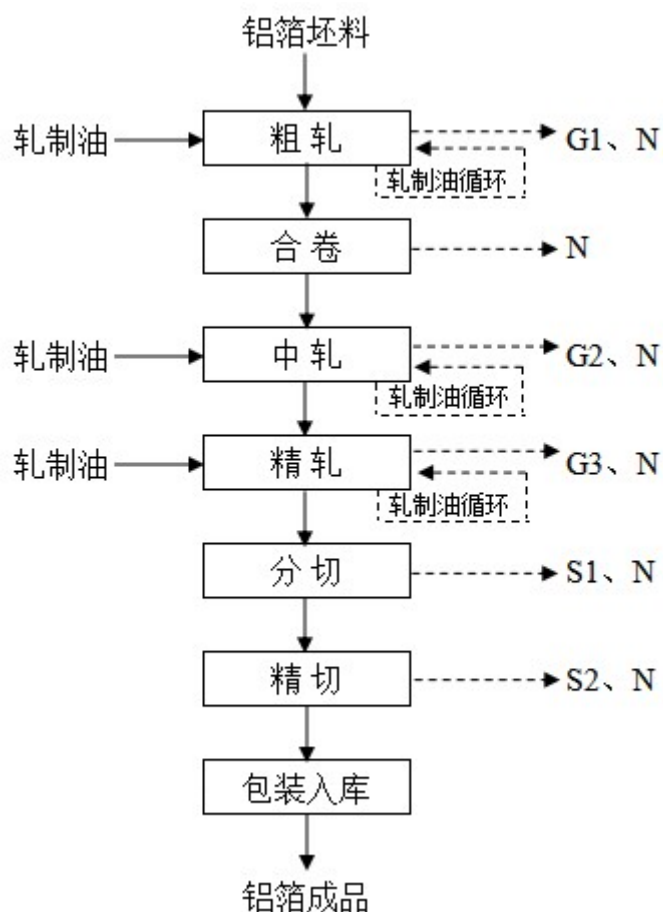 铝箔坯料
轧制油
粗轧
G1、N
轧制油循环
合卷
N
轧制油
中轧
G2、N
轧制油循环
轧制油
精轧
G3、N
轧制油循环
分切
S1、N
精切
S2、N
包装入库
铝箔成品